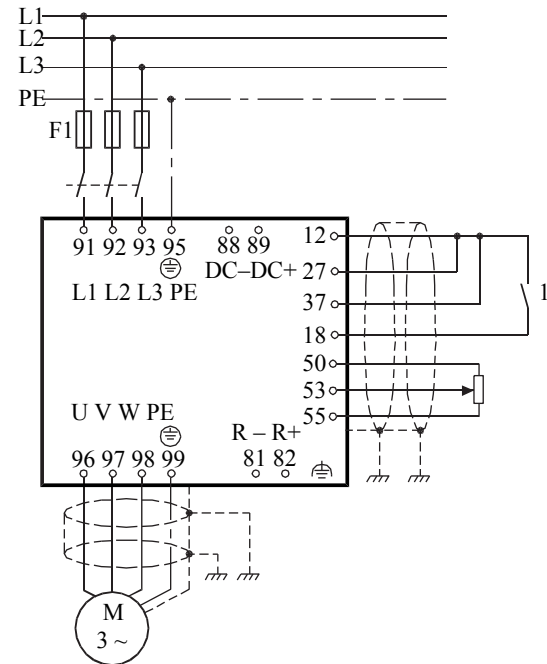 L1
L2
L3
PE
F1
91 92 93 95
88 89
DC–DC+
L1 L2 L3 PE
12
27
37
18
1
50
53
55
U V W PE
96 97 98 99
R – R+
81 82
M
3 ~